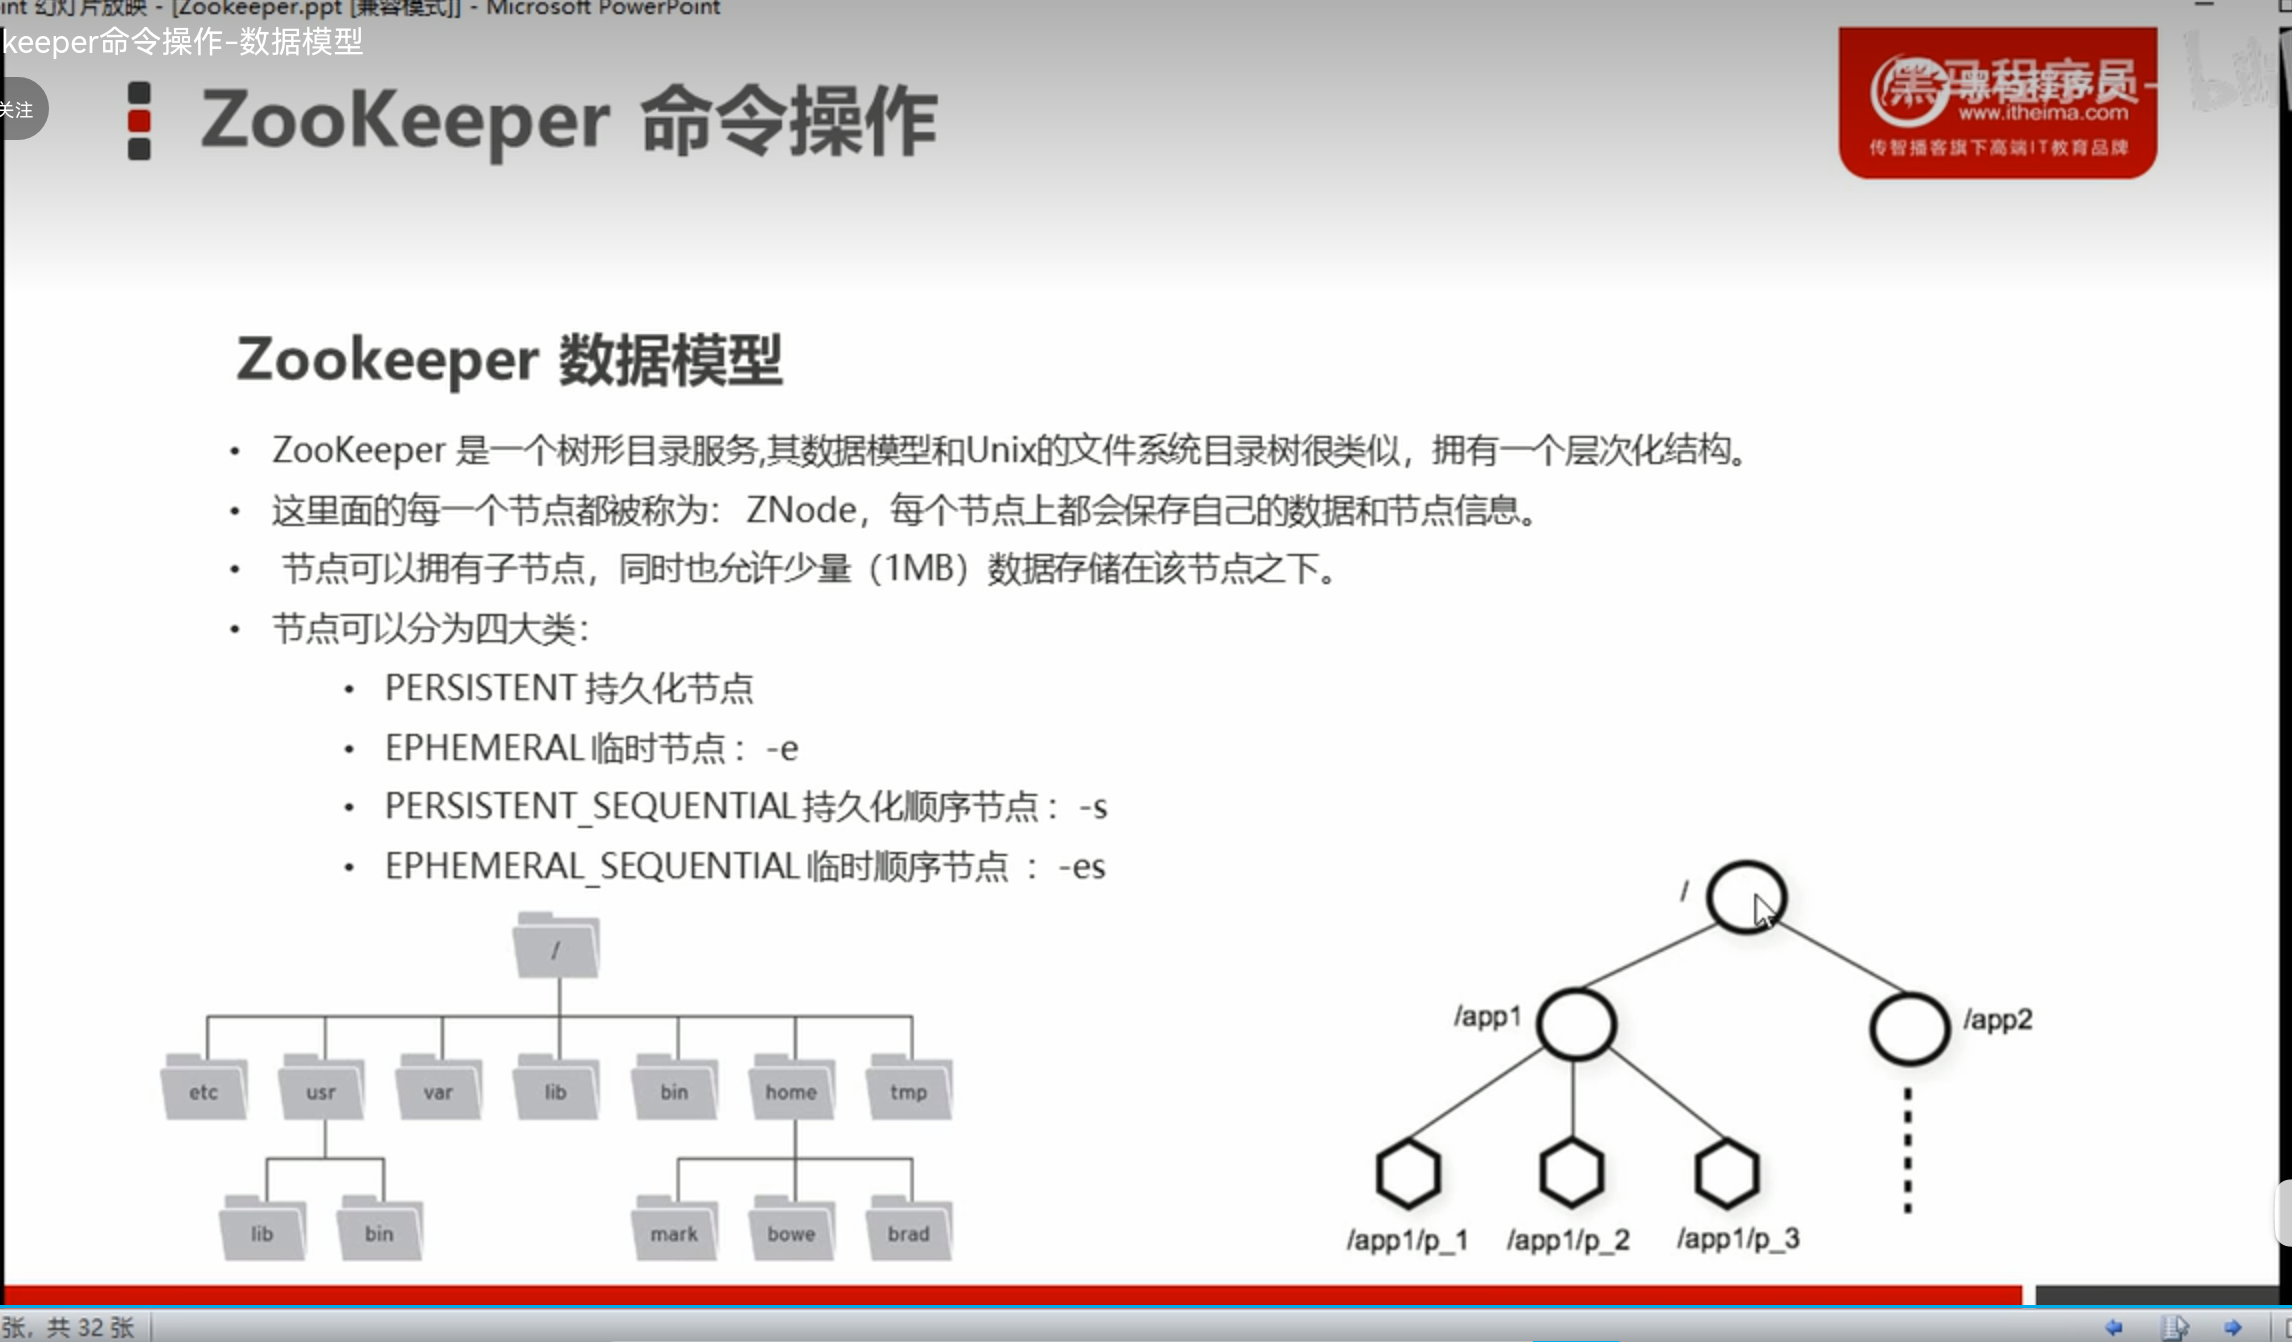 int 幻灯片放映 - [Zookeeper.ppt [兼容模式]] - Microsoft PowerPoint
keeper命令操作-数据模型
关注
ZooKeeper 命令操作
黑马程序员-
www.itheima.com
传智播客旗下高端IT教育品牌
Zookeeper 数据模型
• ZooKeeper 是一个树形目录服务,其数据模型和Unix的文件系统目录树很类似，拥有一个层次化结构。
• 这里面的每一个节点都被称为： ZNode，每个节点上都会保存自己的数据和节点信息。
• 节点可以拥有子节点，同时也允许少量（1MB）数据存储在该节点之下。
• 节点可以分为四大类：
• PERSISTENT 持久化节点
• EPHEMERAL 临时节点 ：-e
• PERSISTENT_SEQUENTIAL 持久化顺序节点 ：-s
• EPHEMERAL_SEQUENTIAL 临时顺序节点 ：-es
/
etc usr var lib bin home tmp
lib bin mark bowe brad
/
/app1 /app2
/app1/p_1 /app1/p_2 /app1/p_3
张，共 32 张